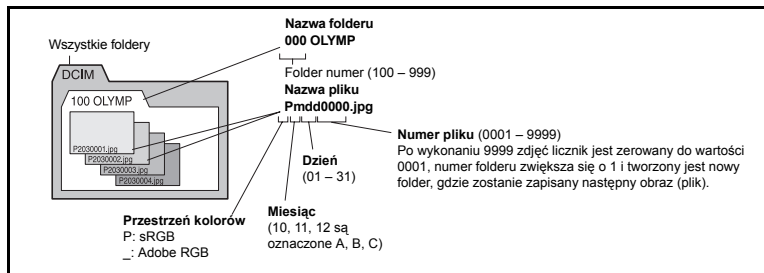 Nazwa folderu
000 OLYMP
Folder numer (100 – 999)
Wszystkie foldery
DCIM
100 OLYMP
P2030001.jpg
P2030002.jpg
P2030003.jpg
P2030004.jpg
Nazwa pliku
Pmdd0000.jpg
Przestrzeń kolorów
P: sRGB
_: Adobe RGB
Miesiąc
(10, 11, 12 są
oznaczone A, B, C)
Dzień
(01 – 31)
Numer pliku (0001 – 9999)
Po wykonaniu 9999 zdjęć licznik jest zerowany do wartości
0001, numer folderu zwiększa się o 1 i tworzony jest nowy
folder, gdzie zostanie zapisany następny obraz (plik).